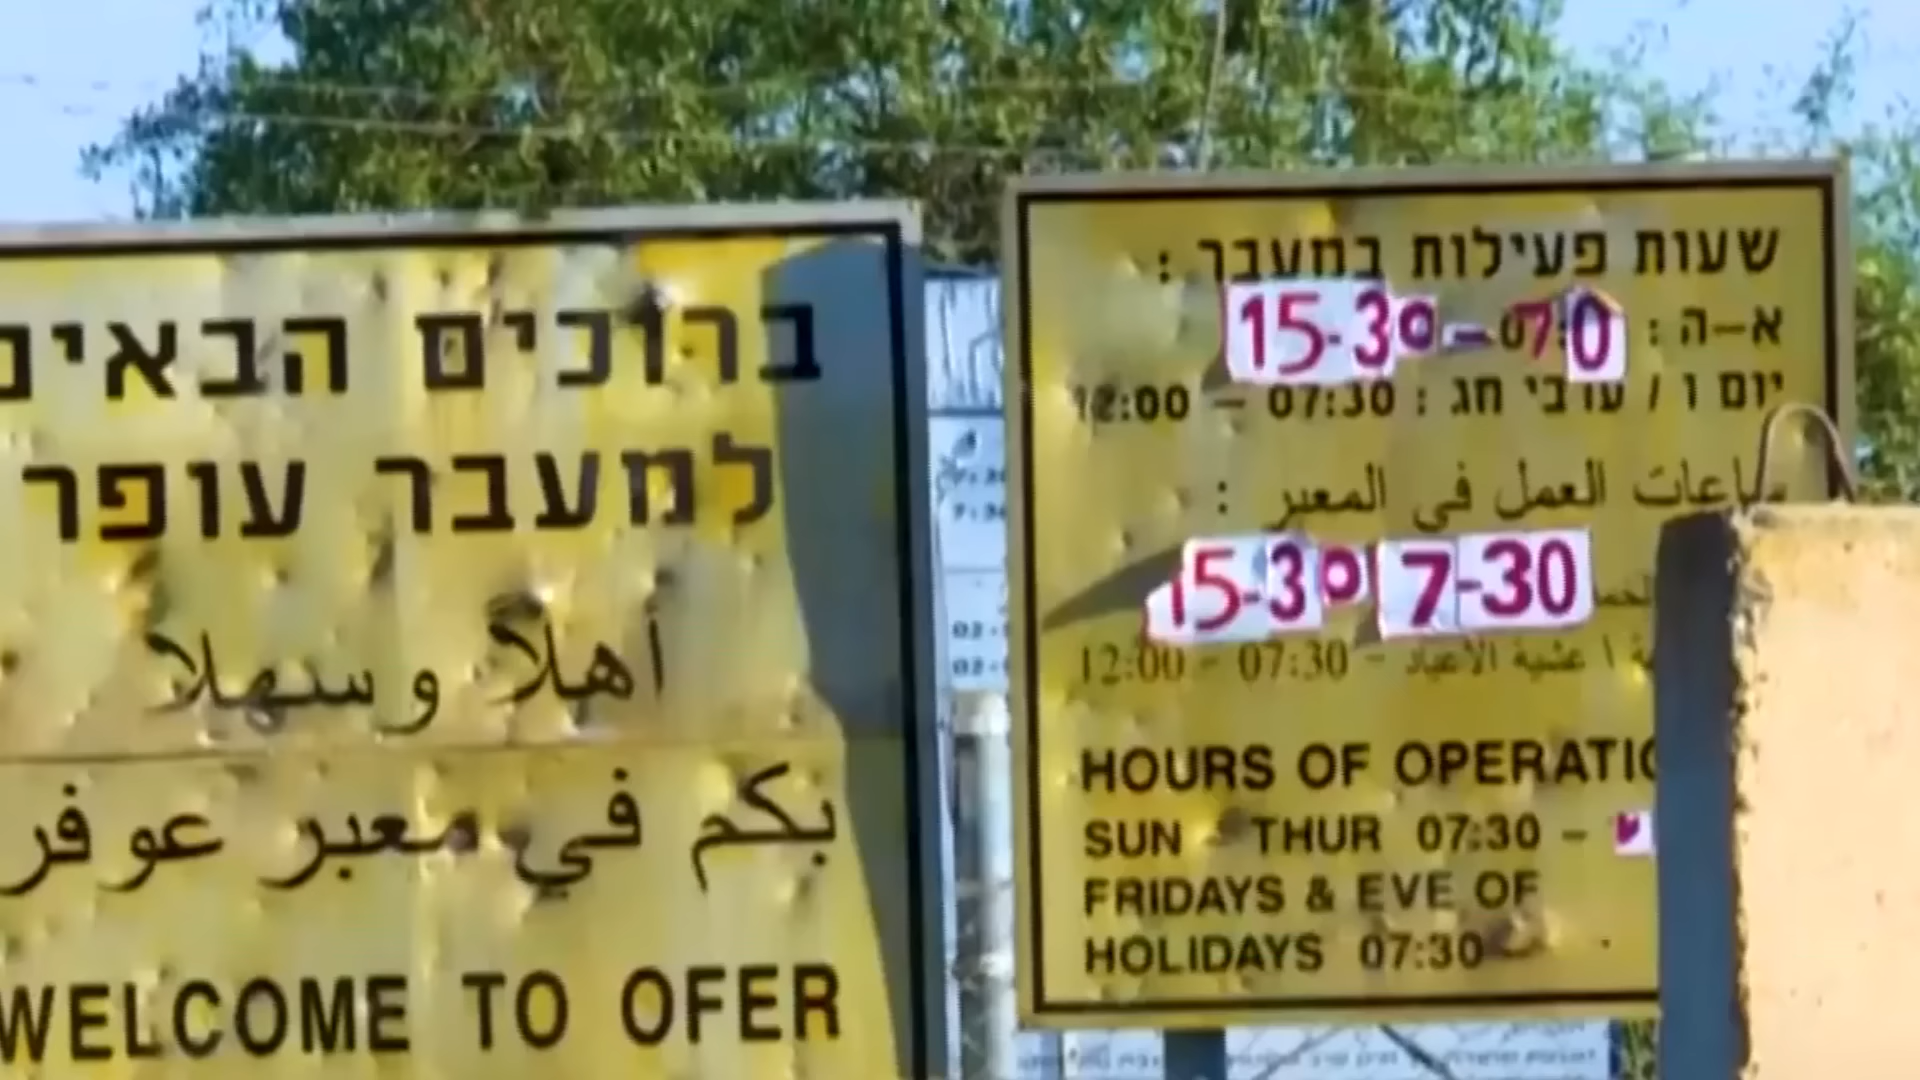 ברוכים הבאים
למעבר עופר
أهلا وسهلا
بكم في معبر عوفر
WELCOME TO OFER
שעות פעילות במעבר :
א-ה : 0 7 - 15-30
יום ו / ערבי חג : 07:30 - 12:00
ساعات العمل في المعبر :
7-30 15-30
عشية الأعياد - 07:30 - 12:00
HOURS OF
SUN - THUR 07:30 -
FRIDAYS & EVE OF
HOLIDAYS 07:30 -